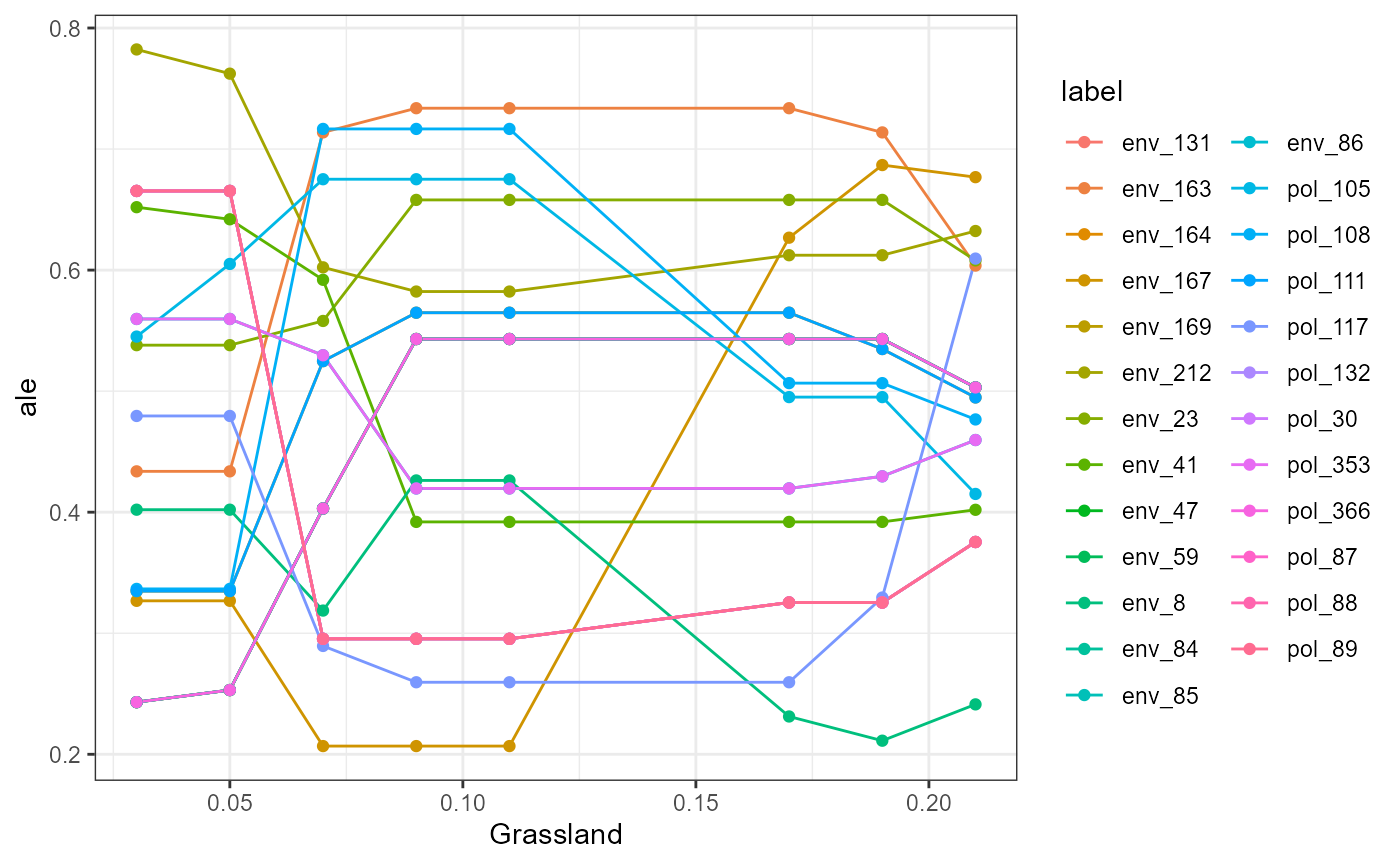 0.8
0.6
0.4
0.2
ale
0.05
0.10
0.15
0.20
Grassland
label
env_131
env_163
env_164
env_167
env_169
env_212
env_23
env_41
env_47
env_59
env_8
env_84
env_85
env_86
pol_105
pol_108
pol_111
pol_117
pol_132
pol_30
pol_353
pol_366
pol_87
pol_88
pol_89